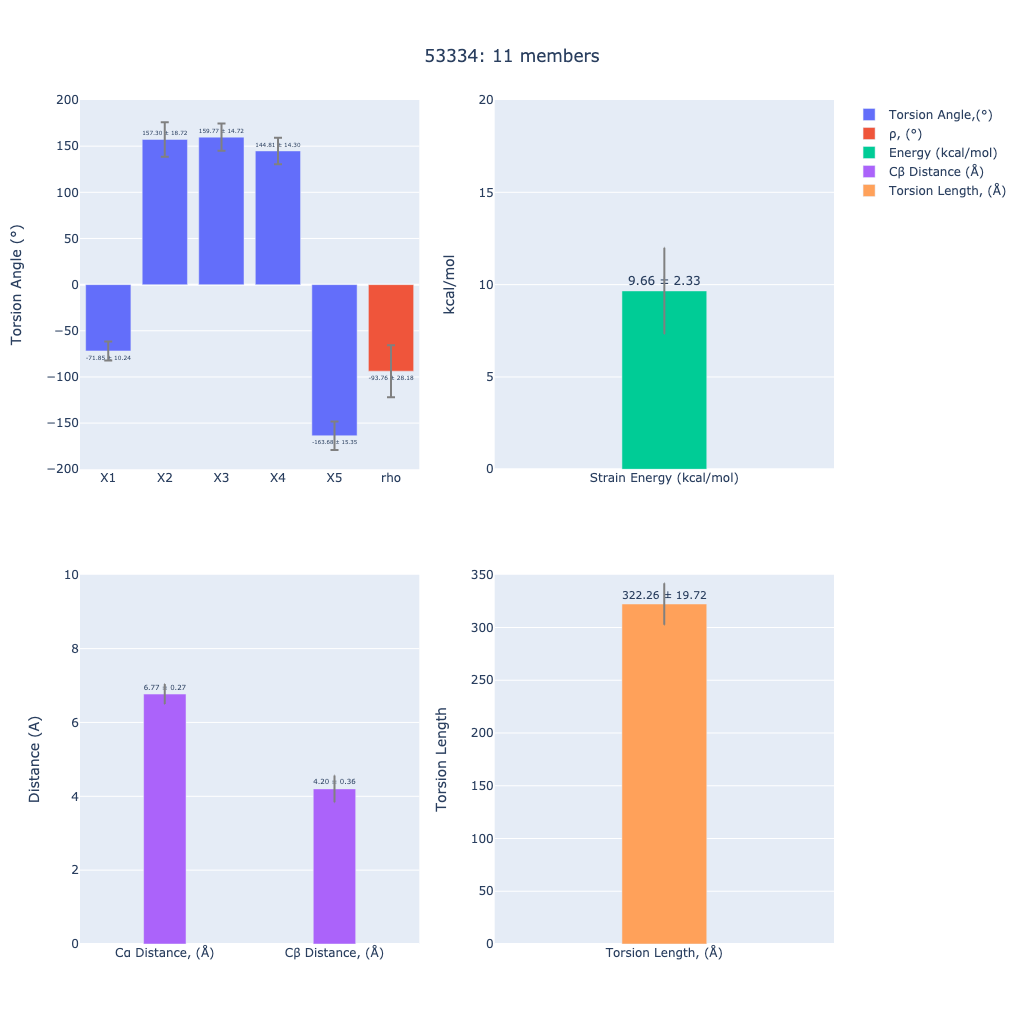 53334: 11 members
Torsion Angle (°)
200
150
100
50
0
−50
−100
−150
−200
157.30 ± 18.72
159.77 ± 14.72
144.81 ± 14.30
-71.85 ± 10.24
-93.76 ± 28.18
-163.68 ± 15.35
X1 X2 X3 X4 X5 rho
kcal/mol
20
15
10
5
0
9.66 ± 2.33
Strain Energy (kcal/mol)
Torsion Angle,(°)
ρ, (°)
Energy (kcal/mol)
Cβ Distance (Å)
Torsion Length, (Å)
Distance (A)
10
8
6
4
2
0
6.77 ± 0.27
4.20 ± 0.36
Cα Distance, (Å) Cβ Distance, (Å)
Torsion Length
350
300
250
200
150
100
50
0
322.26 ± 19.72
Torsion Length, (Å)